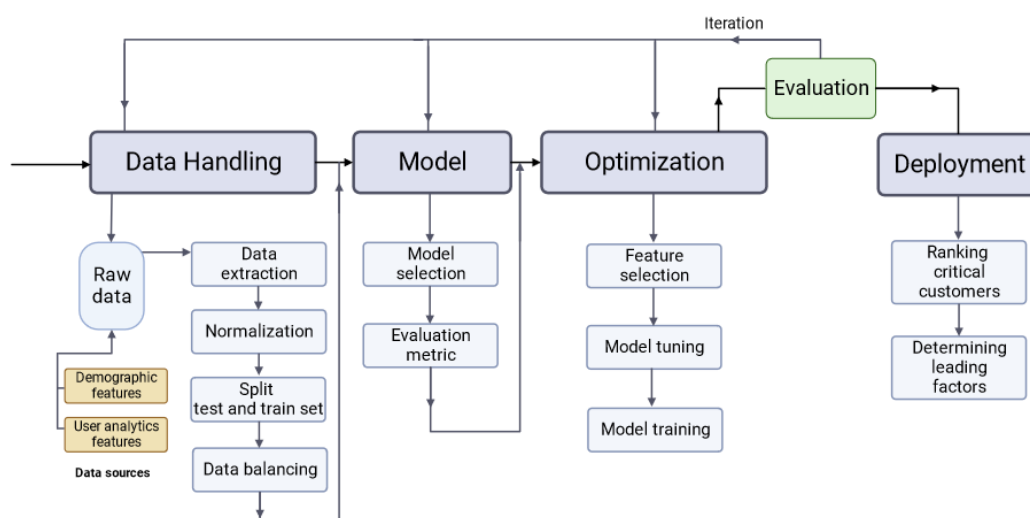 Iteration
Evaluation
Data Handling
Model
Optimization
Deployment
Raw
data
Demographic
features
User analytics
features
Data sources
Data
extraction
Normalization
Split
test and train set
Data balancing
Model
selection
Evaluation
metric
Feature
selection
Model tuning
Model training
Ranking
critical
customers
Determining
leading
factors